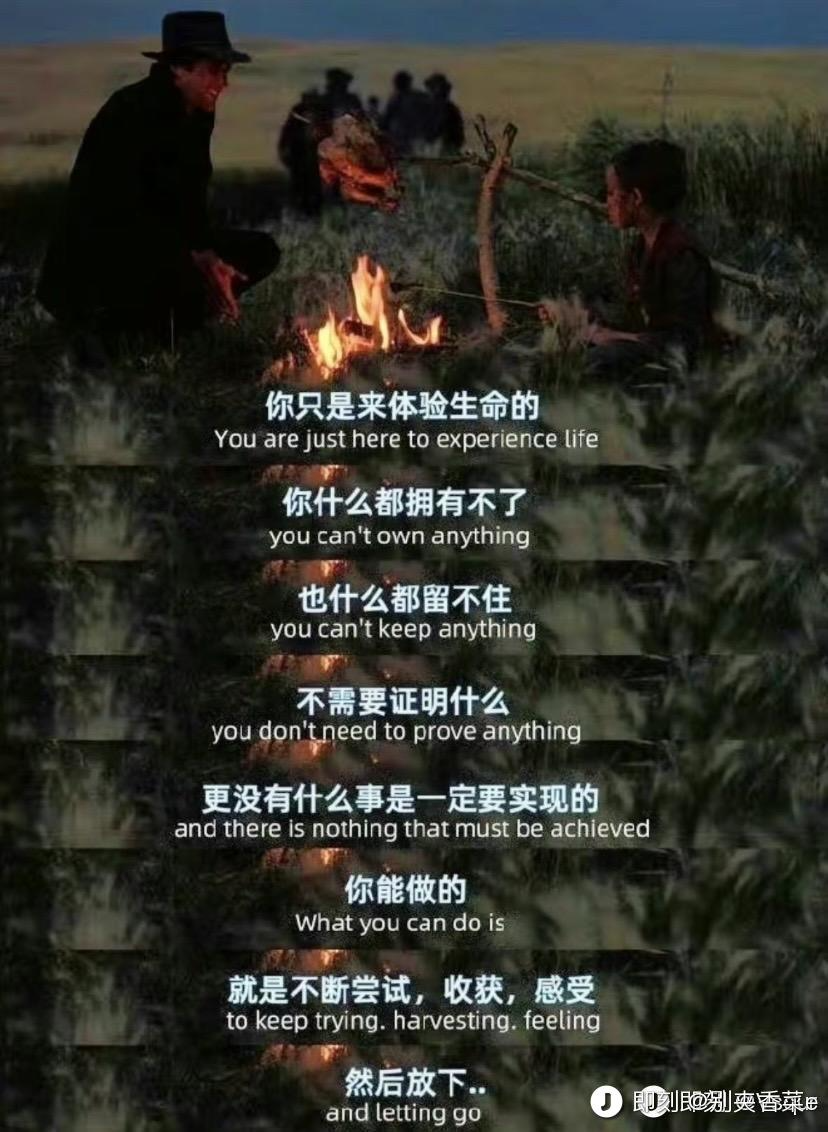 你只是来体验生命的
You are just here to experience life
你什么都拥有不了
you can't own anything
也什么都留不住
you can't keep anything
不需要证明什么
you don't need to prove anything
更没有什么事是一定要实现的
and there is nothing that must be achieved
你能做的
What you can do is
就是不断尝试，收获，感受
to keep trying. harvesting. feeling
然后放下..
and letting go
即刻